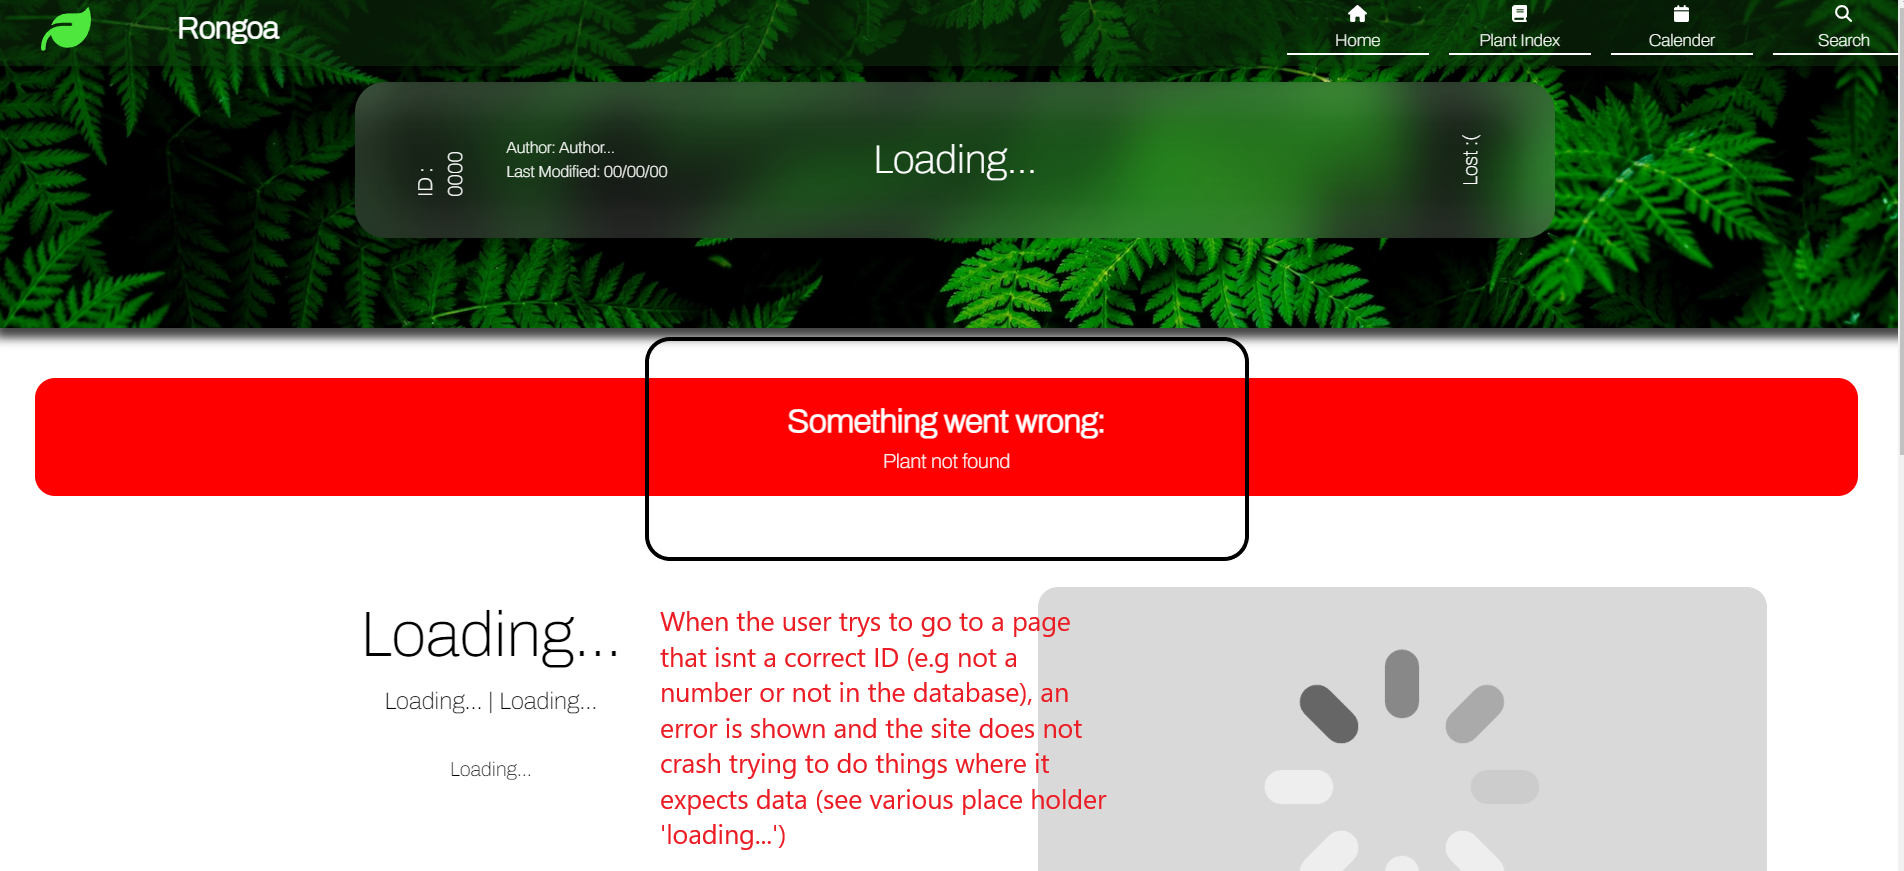 Rongoa
Home
Plant Index
Calender
Search
ID :
0000
Author: Author...
Last Modified: 00/00/00
Loading...
Lost :(
Something went wrong:
Plant not found
Loading...
Loading... | Loading...
Loading...
When the user trys to go to a page
that isnt a correct ID (e.g not a
number or not in the database), an
error is shown and the site does not
crash trying to do things where it
expects data (see various place holder
'loading...')